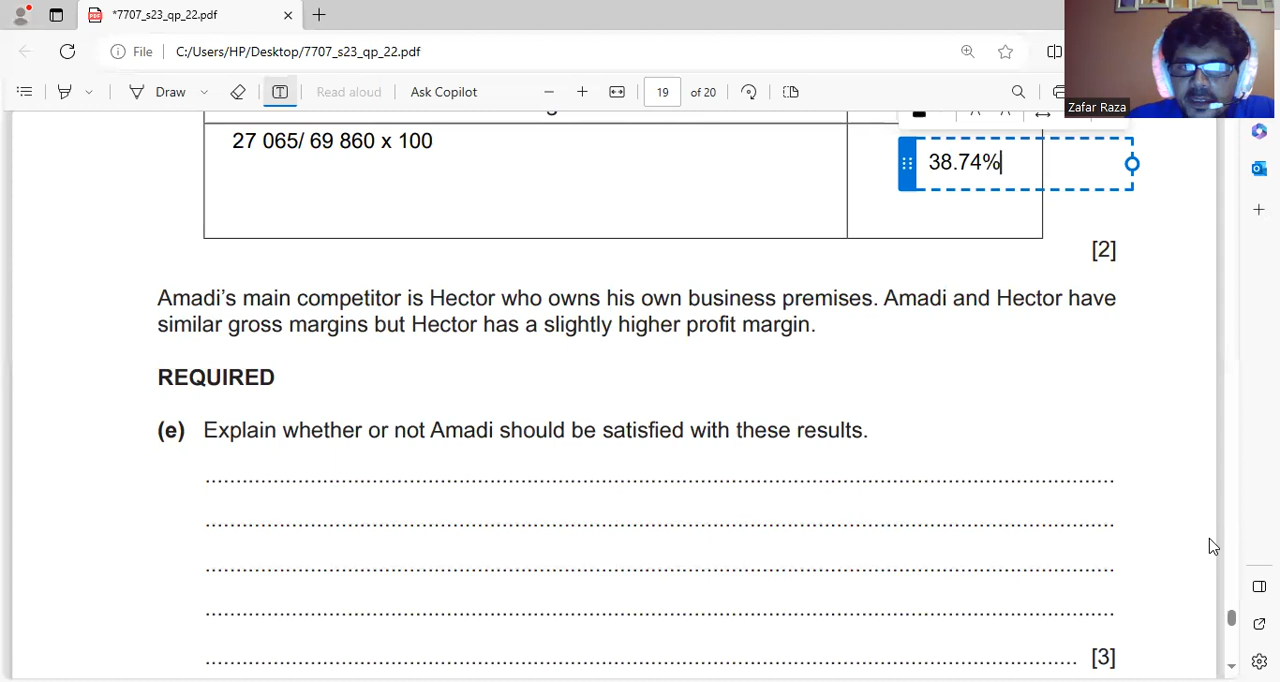 *7707_s23_qp_22.pdf
File C:/Users/HP/Desktop/7707_s23_qp_22.pdf
Draw Read aloud Ask Copilot 19 of 20
Zafar Raza
27 065/ 69 860 x 100
38.74%
[2]
Amadi’s main competitor is Hector who owns his own business premises. Amadi and Hector have
similar gross margins but Hector has a slightly higher profit margin.
REQUIRED
(e) Explain whether or not Amadi should be satisfied with these results.
[3]